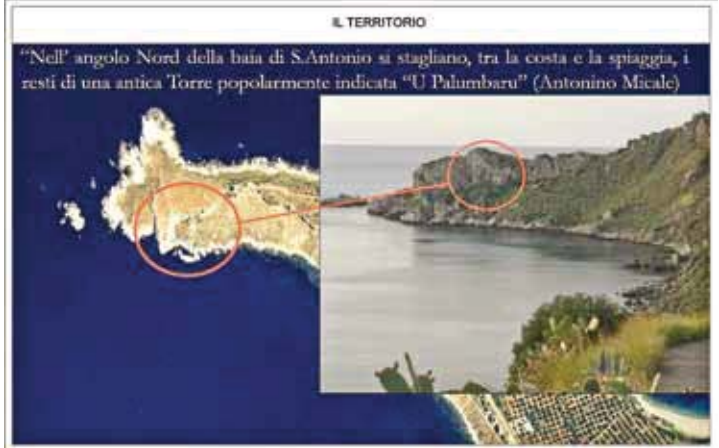 IL TERRITORIO
“Nell’ angolo Nord della baia di S.Antonio si stagliano, tra la costa e la spiaggia, i
resti di una antica Torre popolarmente indicata “U Palumbaru” (Antonino Micale)